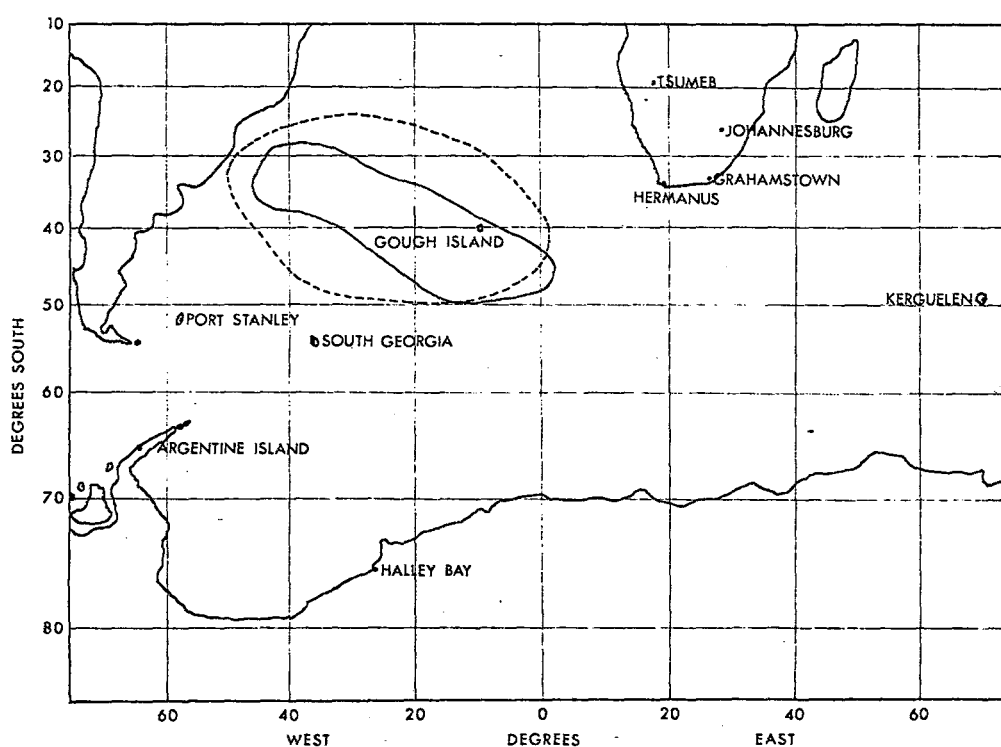 10
20
30
40
50
60
70
80
DEGREES SOUTH
TSUMEB
JOHANNESBURG
GRAHAMSTOWN
HERMANUS
GOUGH ISLAND
KERGUELEN
PORT STANLEY
SOUTH GEORGIA
ARGENTINE ISLAND
HALLEY BAY
60 40 20 0 20 40 60
WEST DEGREES EAST